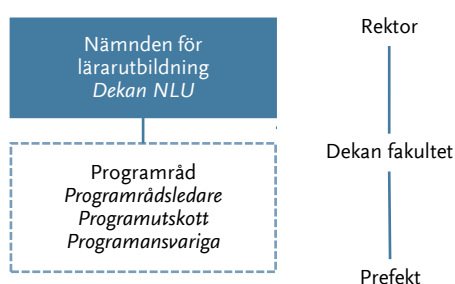 Nämnden för
lärarutbildning
Dekan NLU
Programråd
Programrådsledare
Programutskott
Programansvariga
Rektor
Dekan fakultet
Prefekt